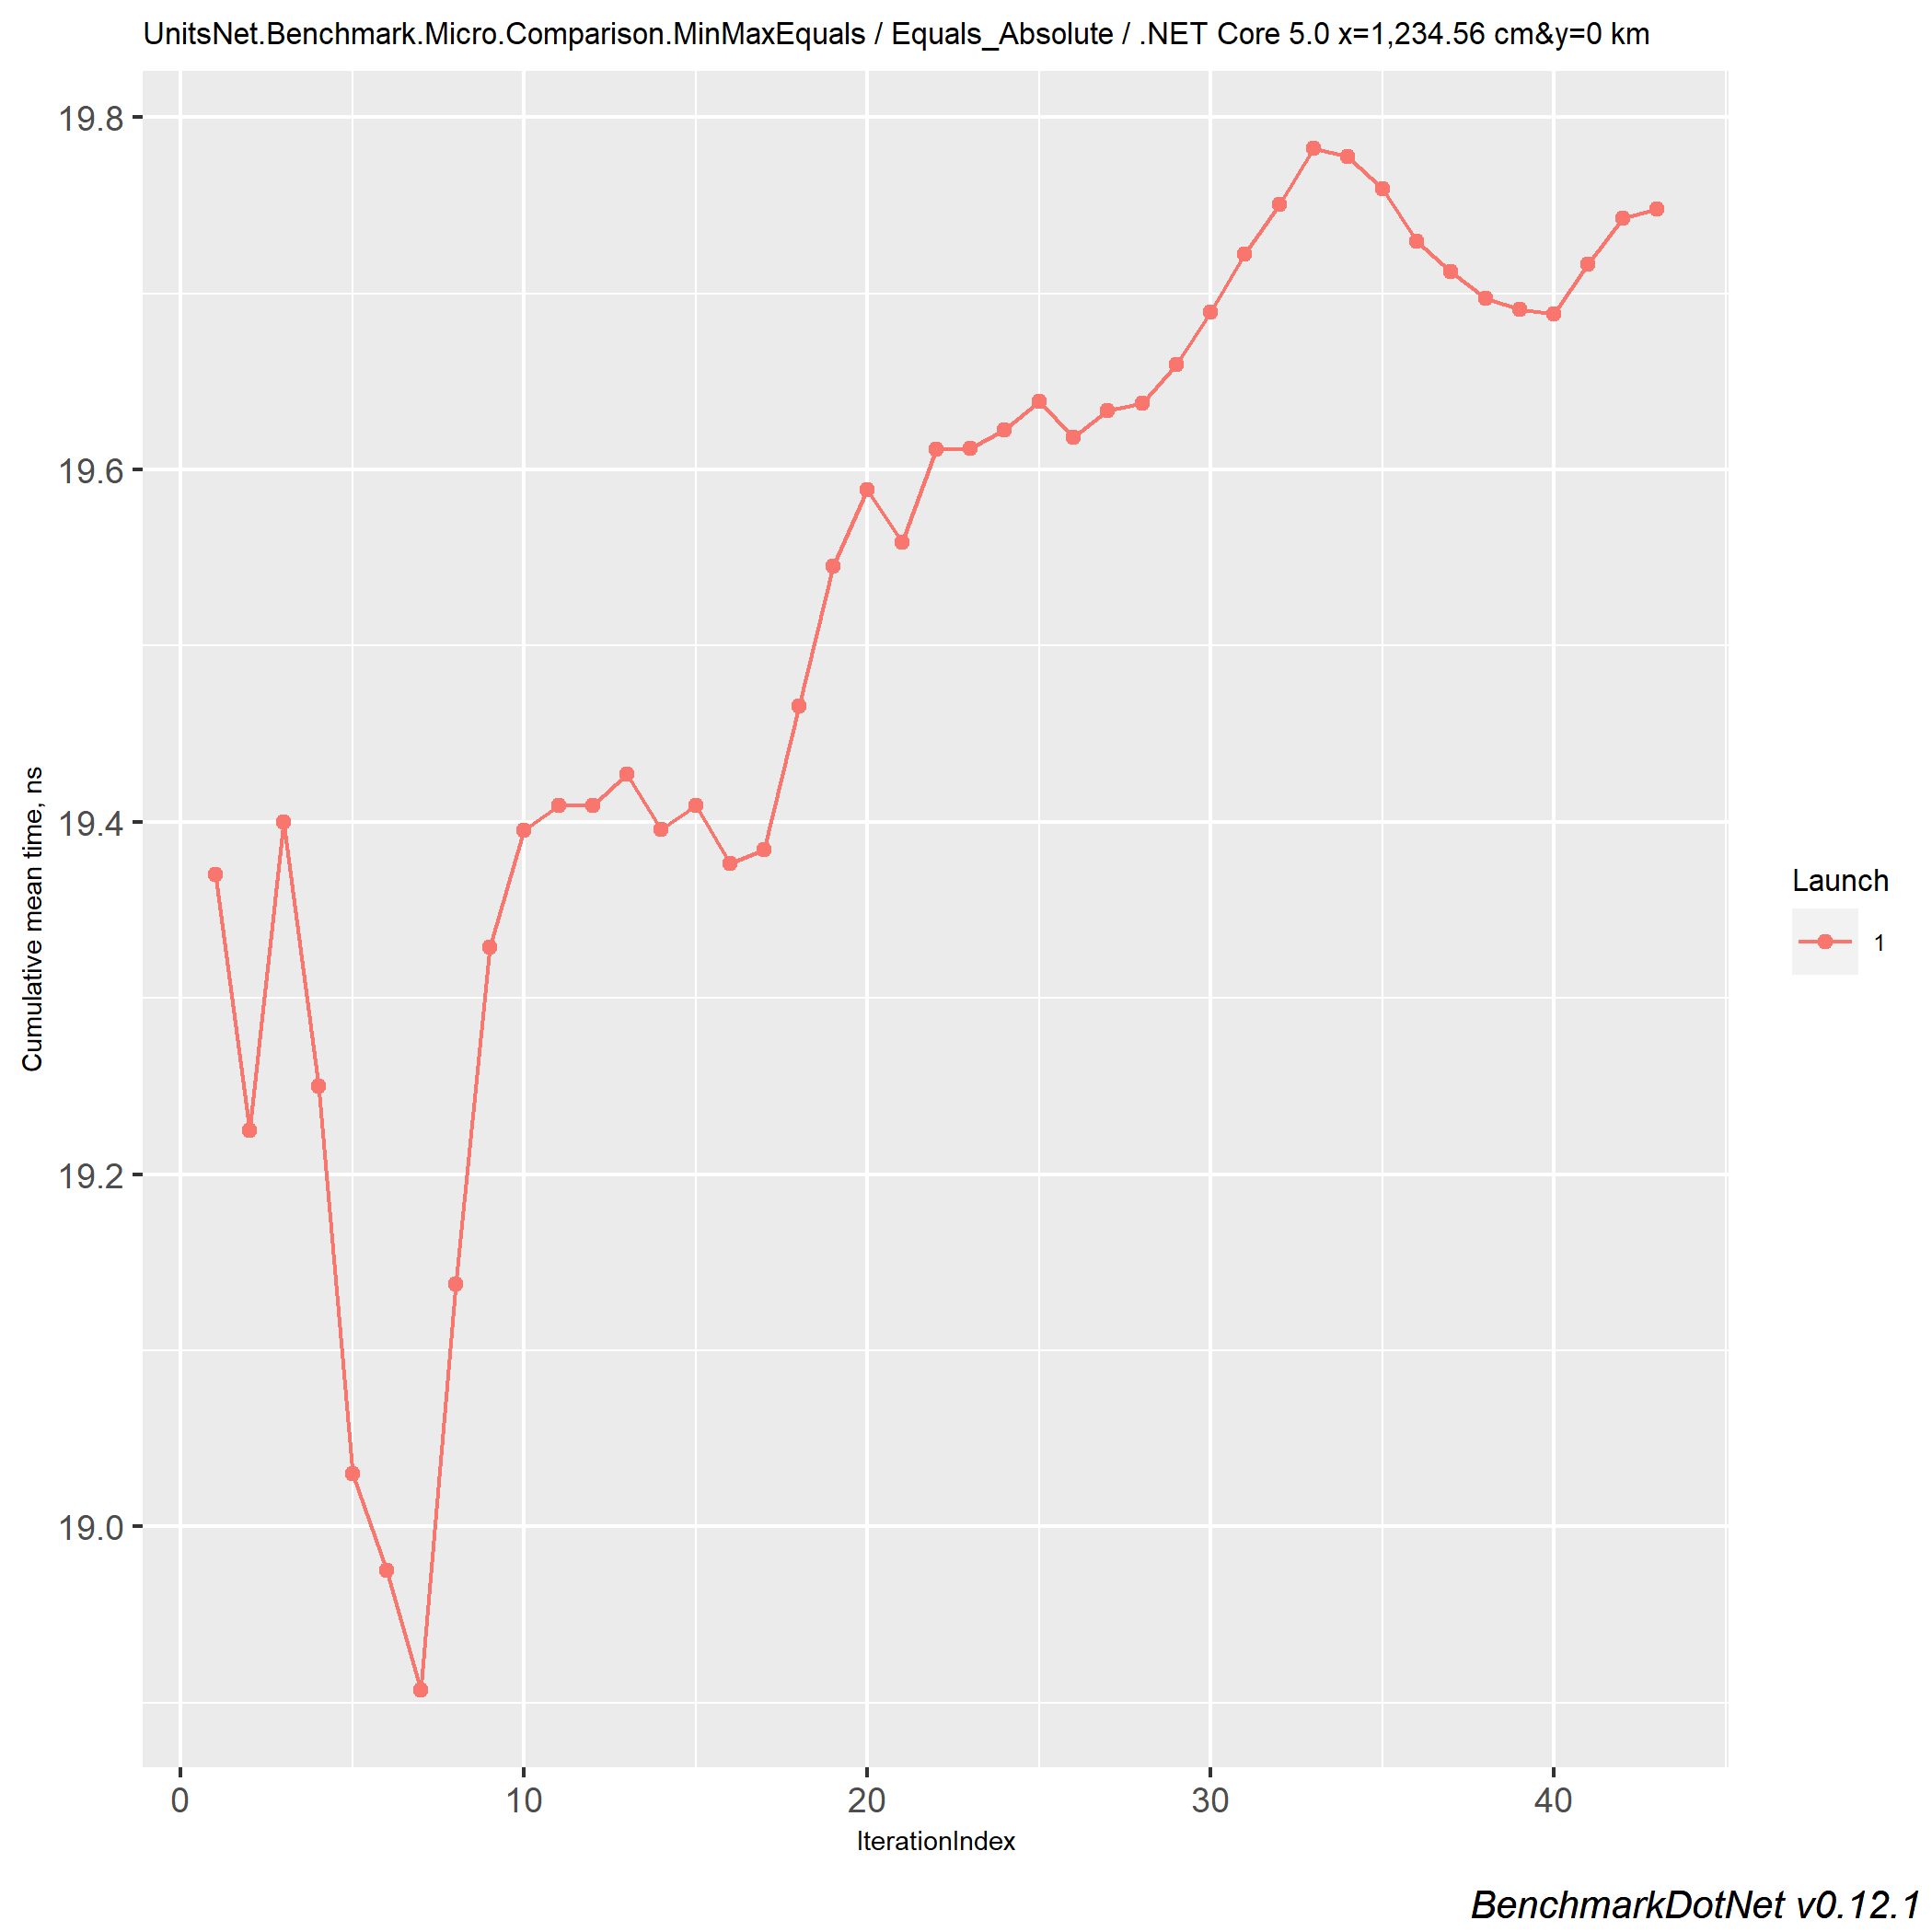 UnitsNet.Benchmark.Micro.Comparison.MinMaxEquals / Equals_Absolute / .NET Core 5.0 x=1,234.56 cm&y=0 km
19.8
19.6
19.4
19.2
19.0
Cumulative mean time, ns
0 10 20 30 40
IterationIndex
Launch
1
BenchmarkDotNet v0.12.1